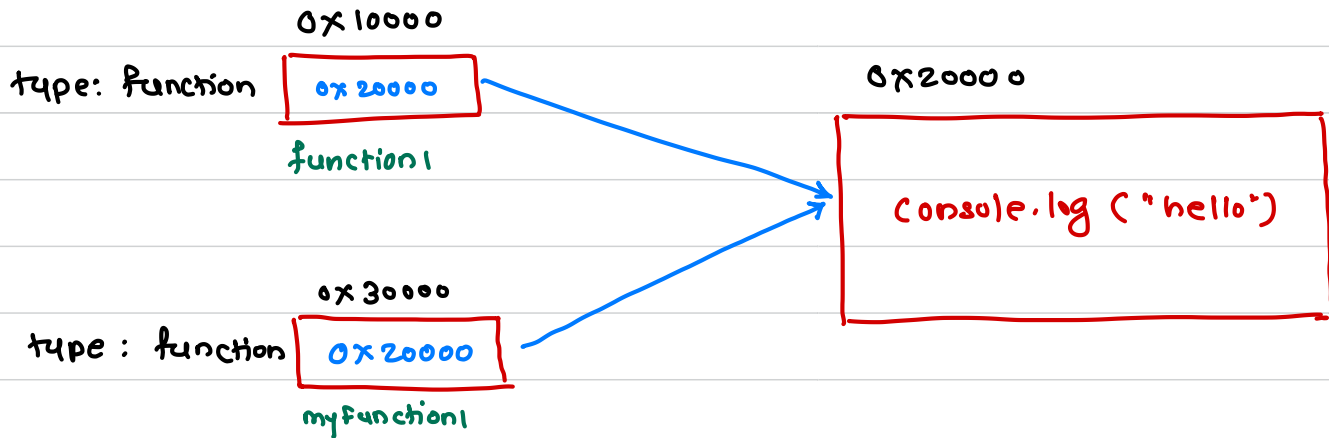 0x10000
type: function
0x20000
function1
0x20000
console.log ("hello")
0x30000
type : function
0x20000
myfunction1